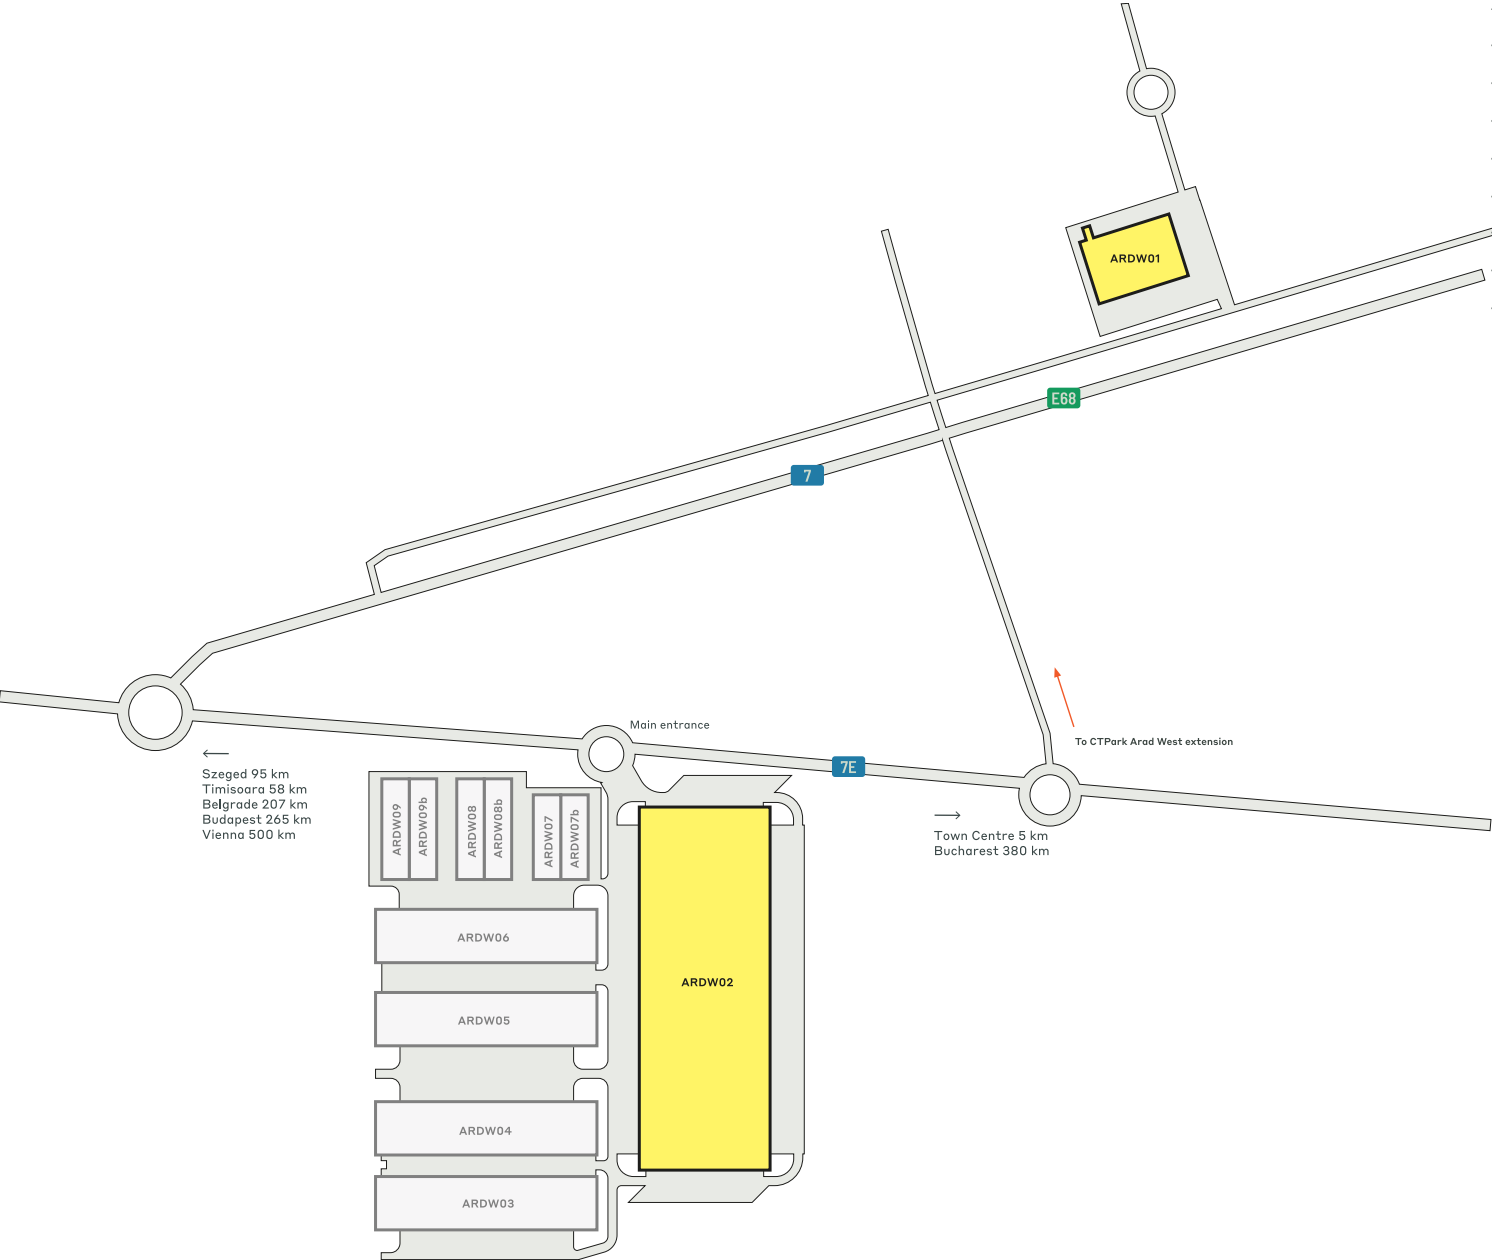 ARDW01
E68
7
Main entrance
To CTPark Arad West extension
7E
Szeged 95 km
Timisoara 58 km
Belgrade 207 km
Budapest 265 km
Vienna 500 km
Town Centre 5 km
Bucharest 380 km
ARDW09
ARDW09b
ARDW08
ARDW08b
ARDW07
ARDW07b
ARDW06
ARDW02
ARDW05
ARDW04
ARDW03